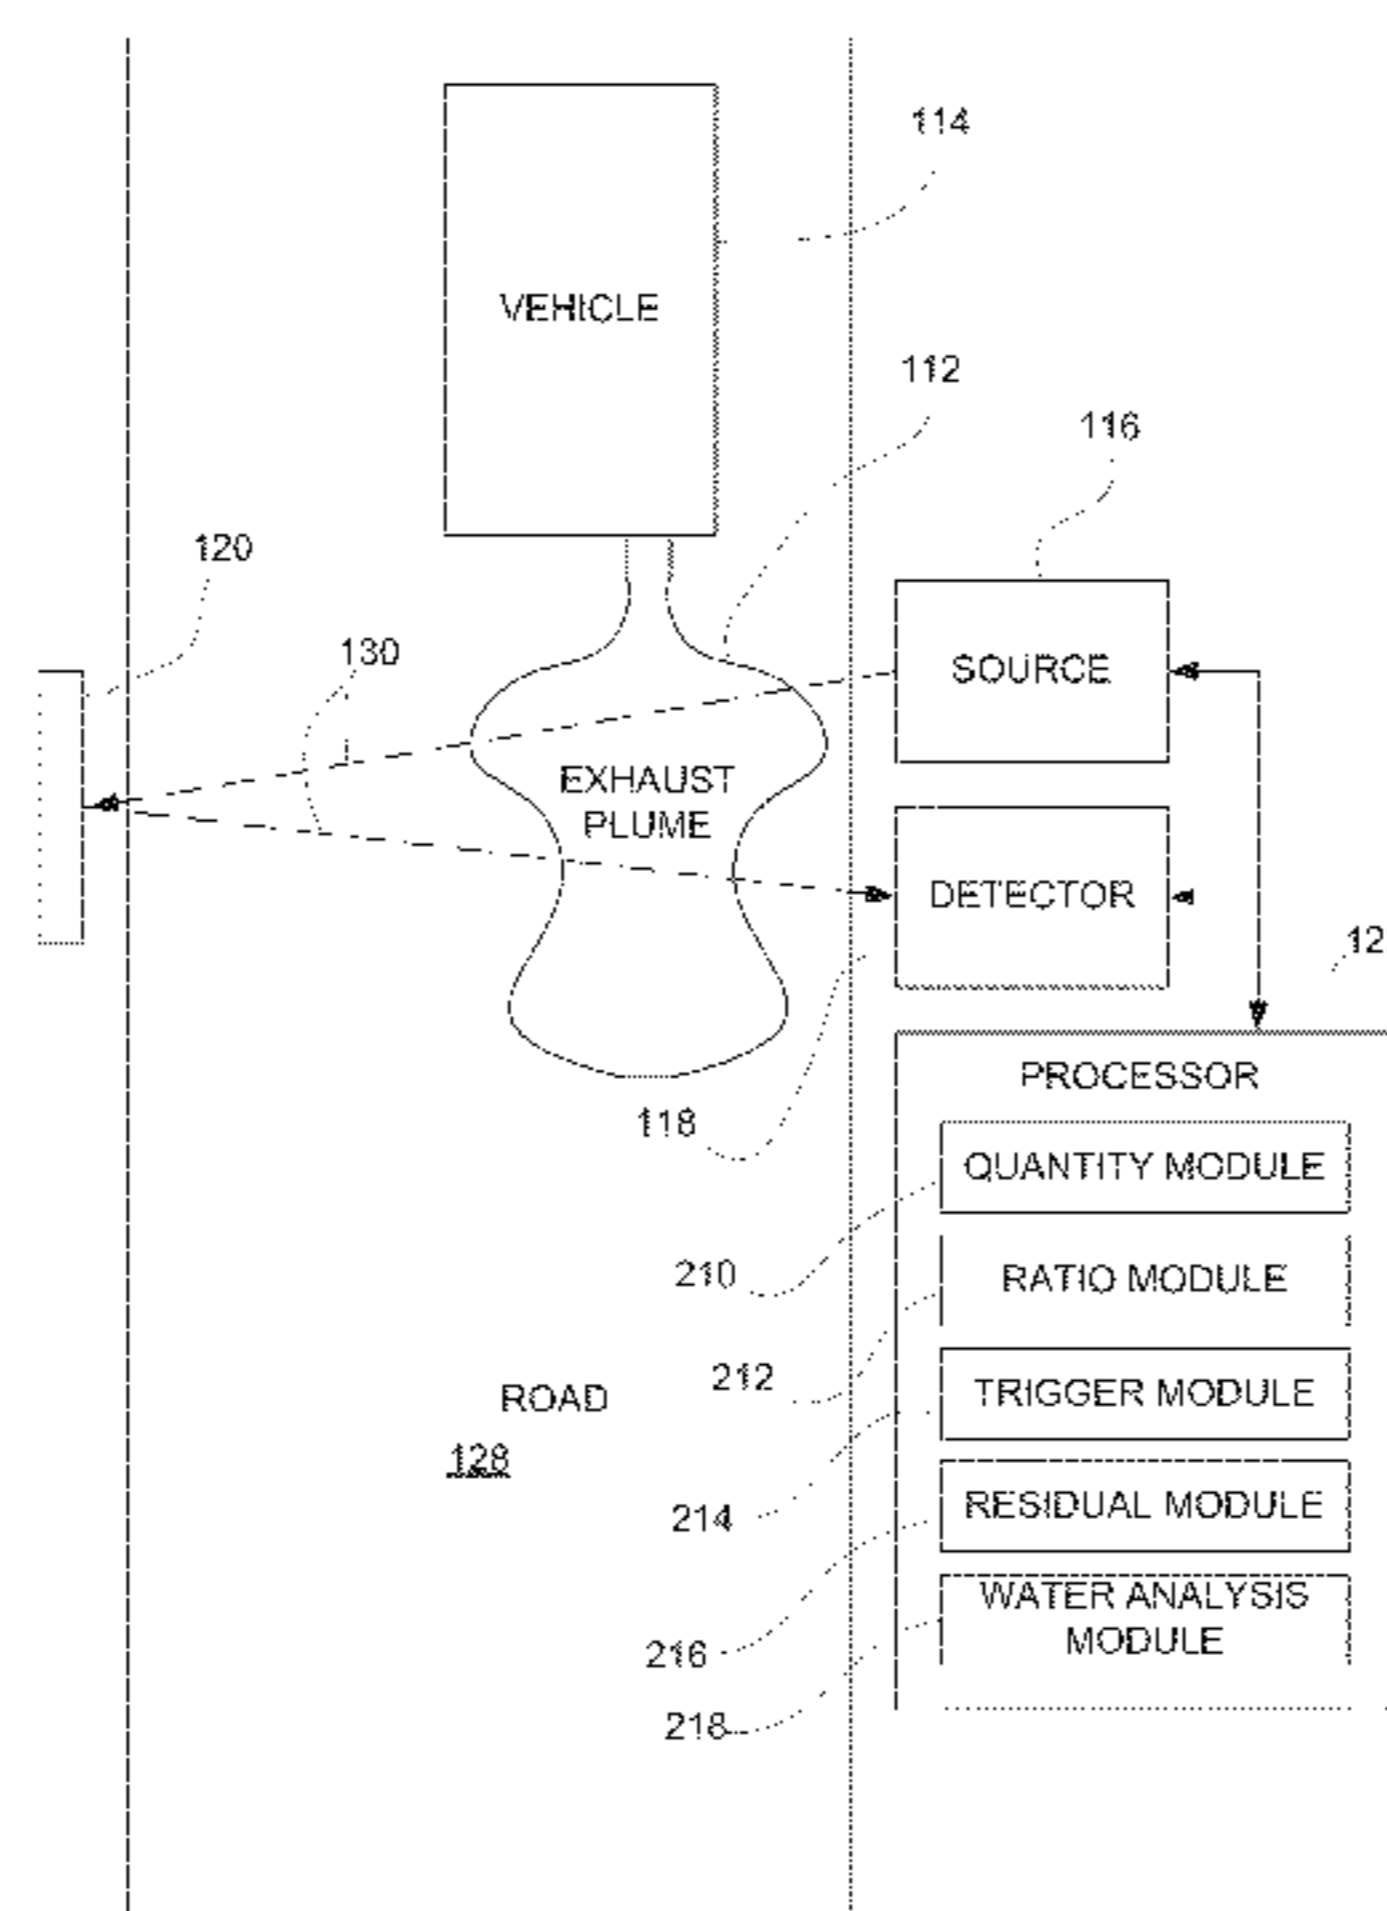 114
VEHICLE
112
116
120
130
SOURCE
EXHAUST
PLUME
DETECTOR
12
PROCESSOR
118
QUANTITY MODULE
210
RATIO MODULE
212
TRIGGER MODULE
ROAD
128
214
RESIDUAL MODULE
WATER ANALYSIS
MODULE
216
218